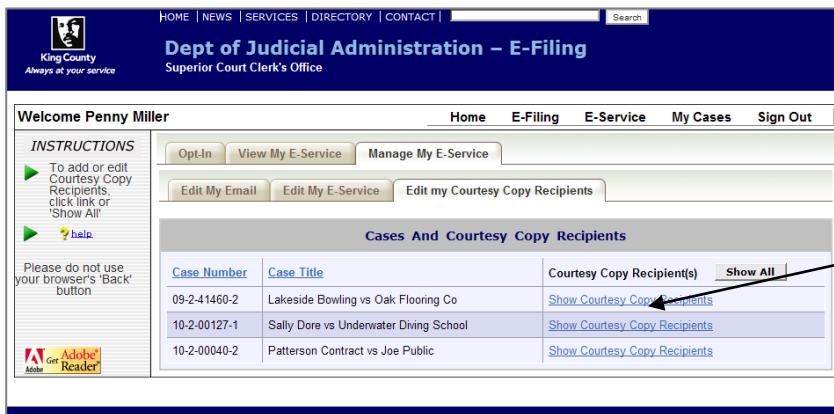 HOME | NEWS | SERVICES | DIRECTORY | CONTACT | Search
King County
Always at your service
Dept of Judicial Administration – E-Filing
Superior Court Clerk's Office
Welcome Penny Miller
Home E-Filing E-Service My Cases Sign Out
INSTRUCTIONS
To add or edit
Courtesy Copy
Recipients,
click link or
'Show All'
? help
Please do not use
your browser's 'Back'
button
Adobe Get Adobe® Reader®
Opt-In View My E-Service Manage My E-Service
Edit My Email Edit My E-Service Edit my Courtesy Copy Recipients
Cases And Courtesy Copy Recipients
Case Number Case Title Courtesy Copy Recipient(s) Show All
09-2-41460-2 Lakeside Bowling vs Oak Flooring Co Show Courtesy Copy Recipients
10-2-00127-1 Sally Dore vs Underwater Diving School Show Courtesy Copy Recipients
10-2-00040-2 Patterson Contract vs Joe Public Show Courtesy Copy Recipients